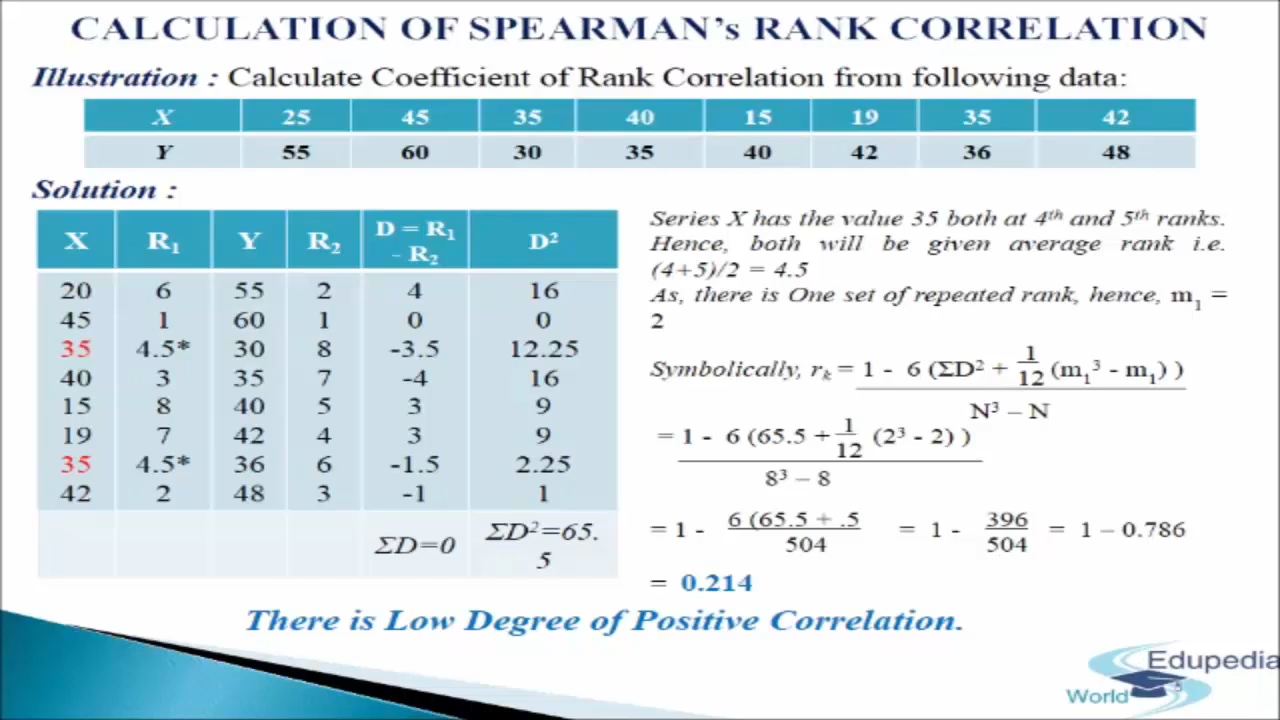 CALCULATION OF SPEARMAN's RANK CORRELATION
Illustration : Calculate Coefficient of Rank Correlation from following data:
X 25 45 35 40 15 19 35 42
Y 55 60 30 35 40 42 36 48
Solution :
X R₁ Y R₂ D = R₁ - R₂ D²
20 6 55 2 4 16
45 1 60 1 0 0
35 4.5* 30 8 -3.5 12.25
40 3 35 7 -4 16
15 8 40 5 3 9
19 7 42 4 3 9
35 4.5* 36 6 -1.5 2.25
42 2 48 3 -1 1
ΣD=0 ΣD²=65.
5
Series X has the value 35 both at 4th and 5th ranks.
Hence, both will be given average rank i.e.
(4+5)/2 = 4.5
As, there is One set of repeated rank, hence, m₁ =
2
Symbolically, rₖ = 1 - 6 (ΣD² + 1/12 (m₁³ - m₁) )
N³ – N
= 1 - 6 (65.5 + 1/12 (2³ - 2) )
8³ – 8
= 1 - 6 (65.5 + .5 / 504 = 1 - 396/504 = 1 – 0.786
= 0.214
There is Low Degree of Positive Correlation.
Edupedia
World